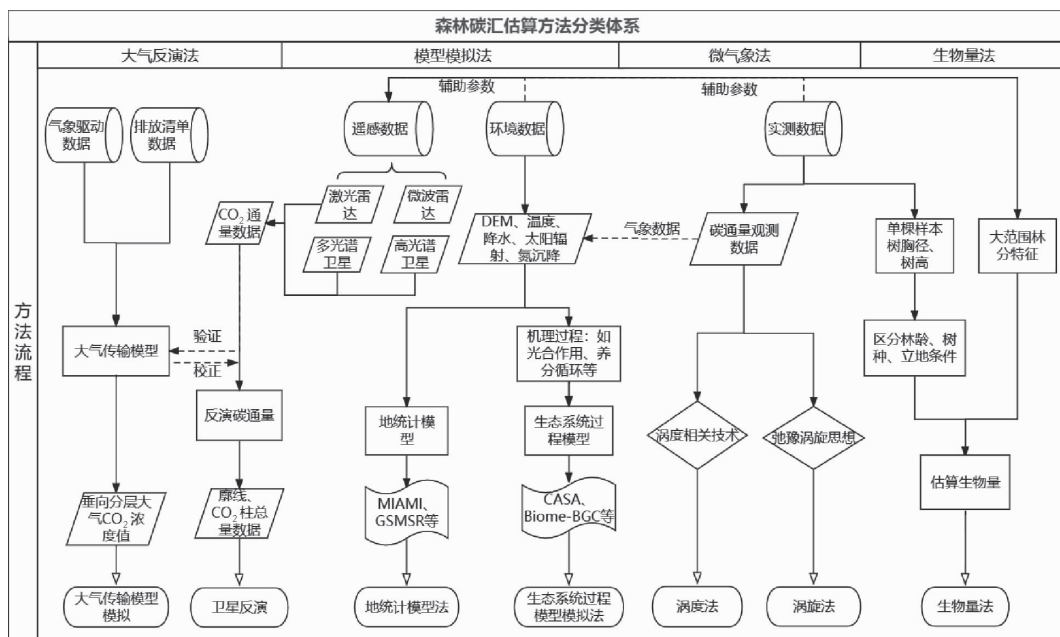 森林碳汇估算方法分类体系
大气反演法
模型模拟法
微气象法
生物量法
方法流程
辅助参数
辅助参数
气象驱动
数据
排放清单
数据
遥感数据
环境数据
实测数据
CO₂通
量数据
激光雷
达
微波雷
达
多光谱
卫星
高光谱
卫星
DEM、温度、
降水、太阳辐
射、氮沉降
气象数据
碳通量观测
数据
单棵样本
树胸径、
树高
大范围林
分特征
大气传输模型
验证
校正
机理过程：如
光合作用、养
分循环等
区分林龄、树
种、立地条件
反演碳通量
地统计模
型
生态系统过
程模型
涡度相关技术
弛豫涡旋思想
估算生物量
垂向分层大
气CO₂浓
度值
廓线、
CO₂柱总
量数据
MIAMI、
GSMSR等
CASA、
Biome-BGC等
大气传输模型
模拟
卫星反演
地统计模型法
生态系统过程
模型模拟法
涡度法
涡旋法
生物量法